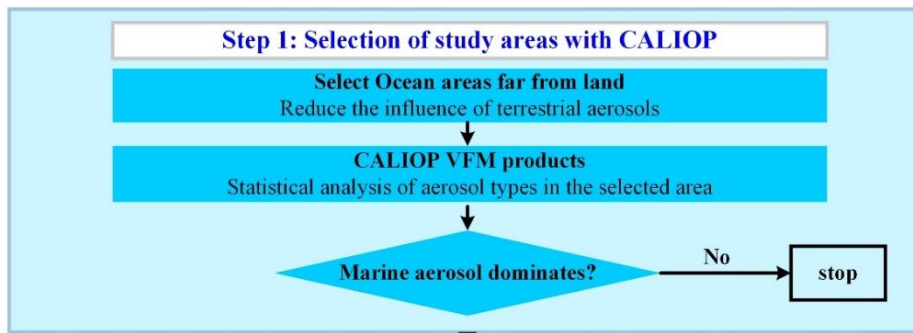 Step 1: Selection of study areas with CALIOP
Select Ocean areas far from land
Reduce the influence of terrestrial aerosols
CALIOP VFM products
Statistical analysis of aerosol types in the selected area
Marine aerosol dominates?
No
stop